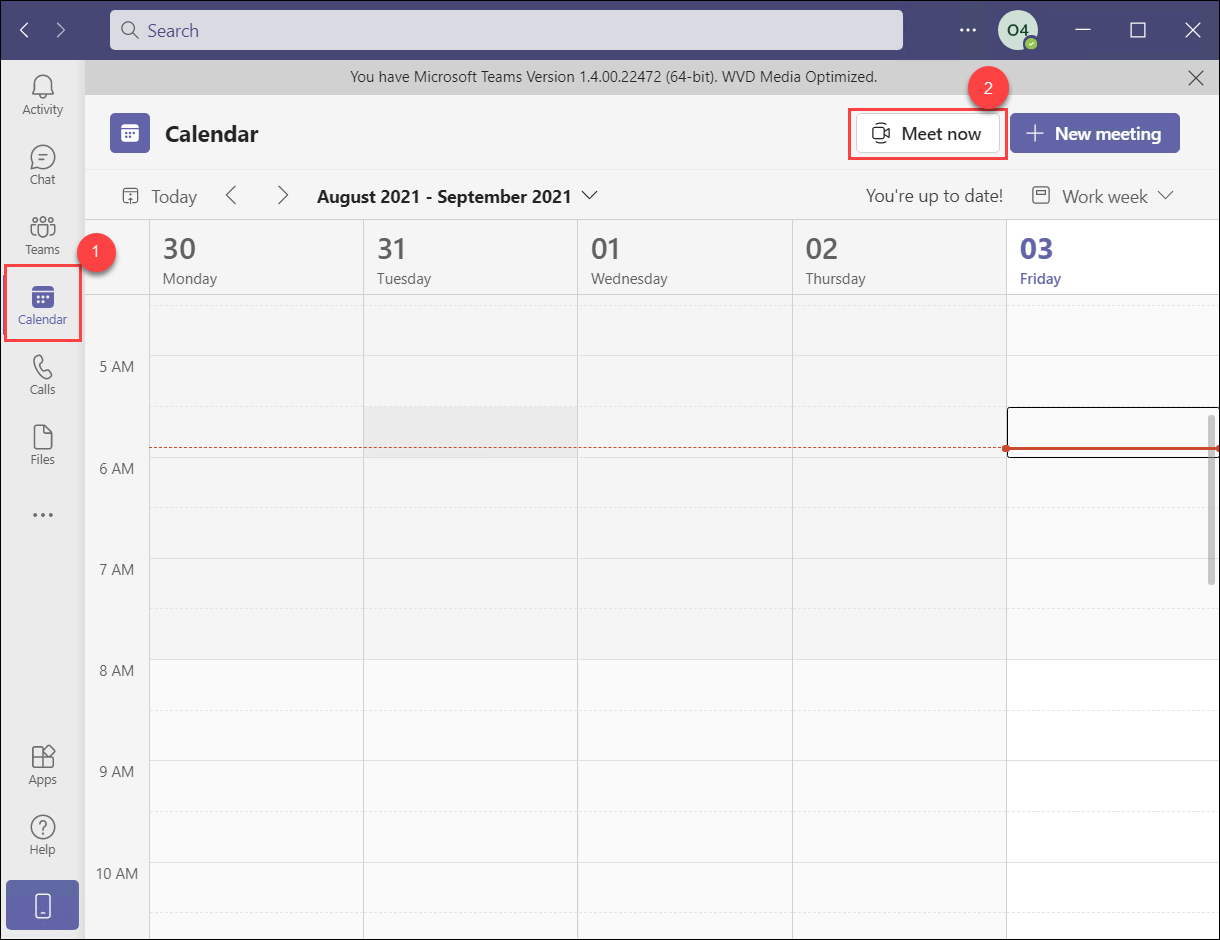 Search
O4
You have Microsoft Teams Version 1.4.00.22472 (64-bit). WVD Media Optimized.
2
Activity
Chat
Teams
1
Calendar
Calls
Files
Apps
Help
Calendar
Meet now
New meeting
Today
August 2021 - September 2021
You're up to date!
Work week
30
Monday
31
Tuesday
01
Wednesday
02
Thursday
03
Friday
5 AM
6 AM
7 AM
8 AM
9 AM
10 AM